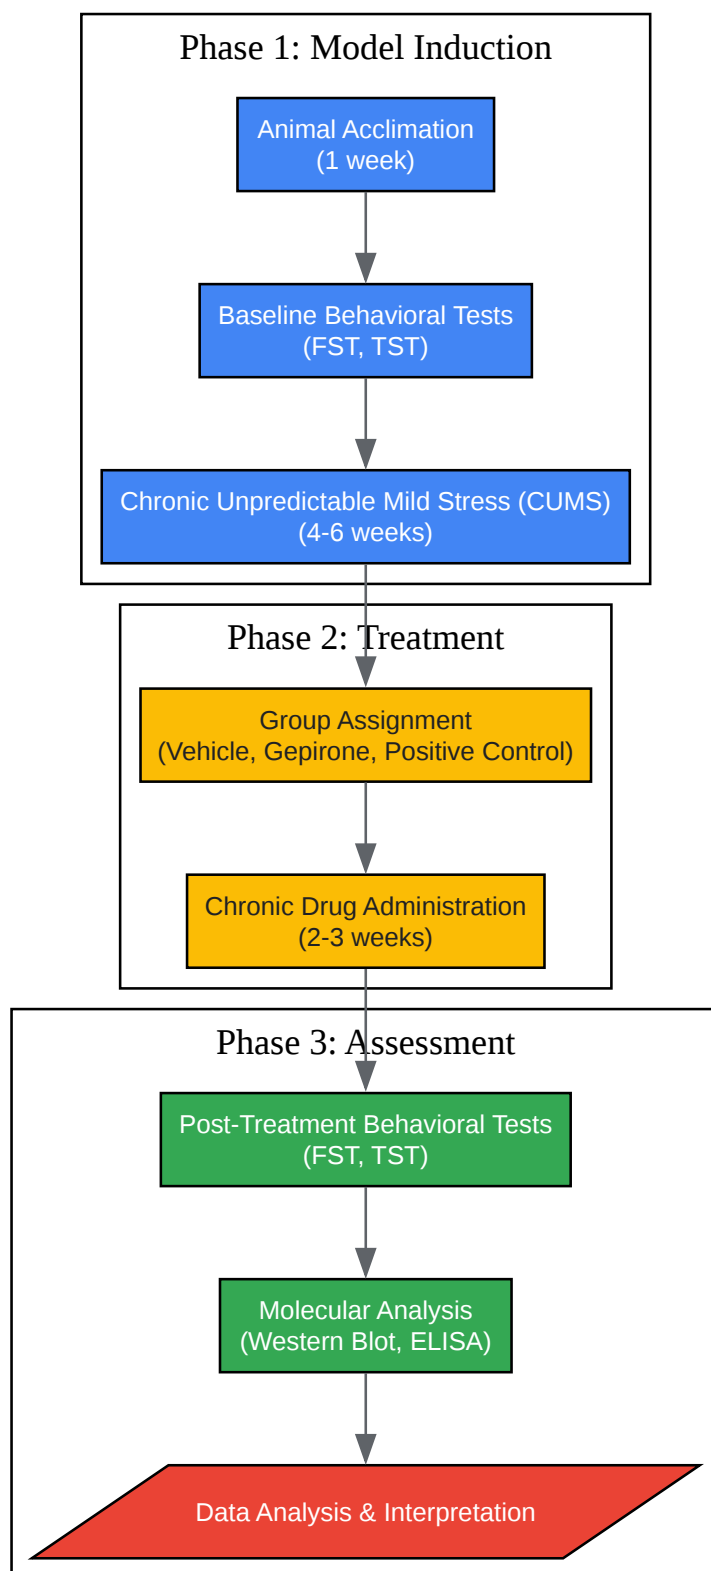 Phase 1: Model Induction
Animal Acclimation
(1 week)
Baseline Behavioral Tests
(FST, TST)
Chronic Unpredictable Mild Stress (CUMS)
(4-6 weeks)
Phase 2: Treatment
Group Assignment
(Vehicle, Gepirone, Positive Control)
Chronic Drug Administration
(2-3 weeks)
Phase 3: Assessment
Post-Treatment Behavioral Tests
(FST, TST)
Molecular Analysis
(Western Blot, ELISA)
Data Analysis & Interpretation